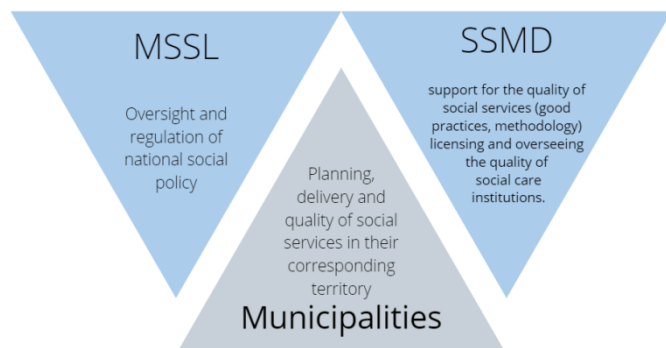 MSSL
Oversight and
regulation of
national social
policy
SSMD
support for the quality of
social services (good
practices, methodology)
licensing and overseeing
the quality of
social care
institutions.
Planning,
delivery and
quality of social
services in their
corresponding
territory
Municipalities